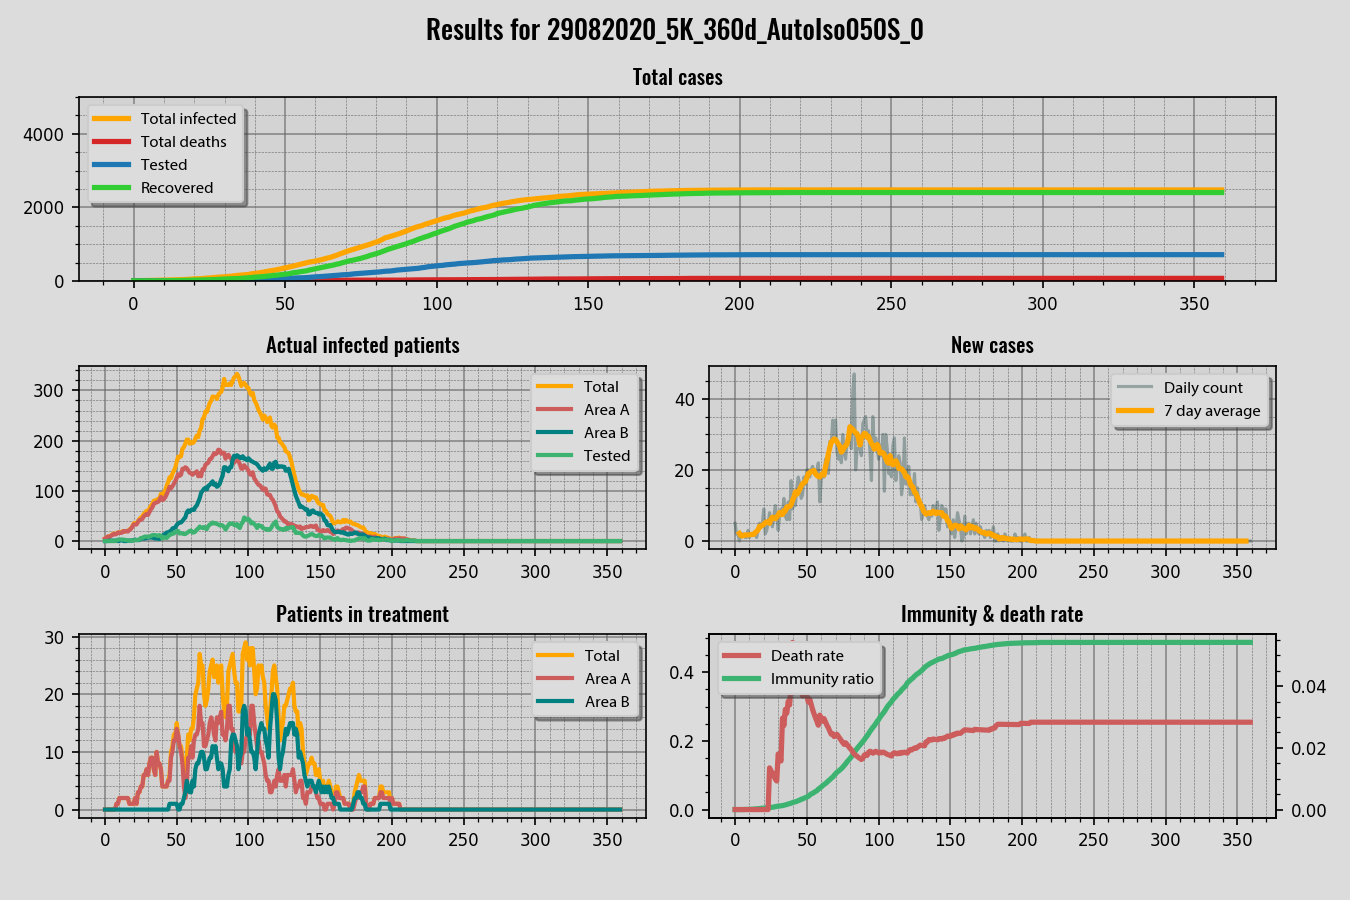 Results for 29082020_5K_360d_AutoIso050S_0
Total cases
Total infected
Total deaths
Tested
Recovered
4000
2000
0
0 50 100 150 200 250 300 350
Actual infected patients
Total
Area A
Area B
Tested
300
200
100
0
0 50 100 150 200 250 300 350
New cases
Daily count
7 day average
40
20
0
0 50 100 150 200 250 300 350
Patients in treatment
Total
Area A
Area B
30
20
10
0
0 50 100 150 200 250 300 350
Immunity & death rate
Death rate
Immunity ratio
0.4
0.2
0.0
0.04
0.02
0.00
0 50 100 150 200 250 300 350